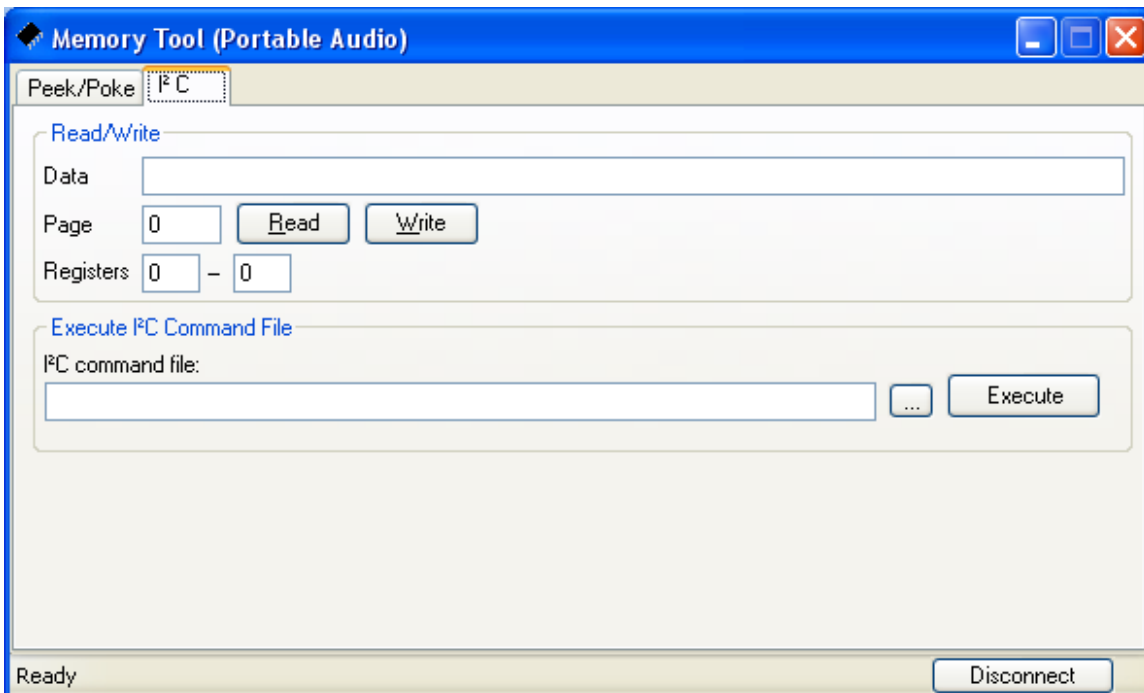 Memory Tool (Portable Audio)
Peek/Poke I² C
Read/Write
Data
Page 0 Read Write
Registers 0 – 0
Execute I²C Command File
I²C command file:
... Execute
Ready Disconnect